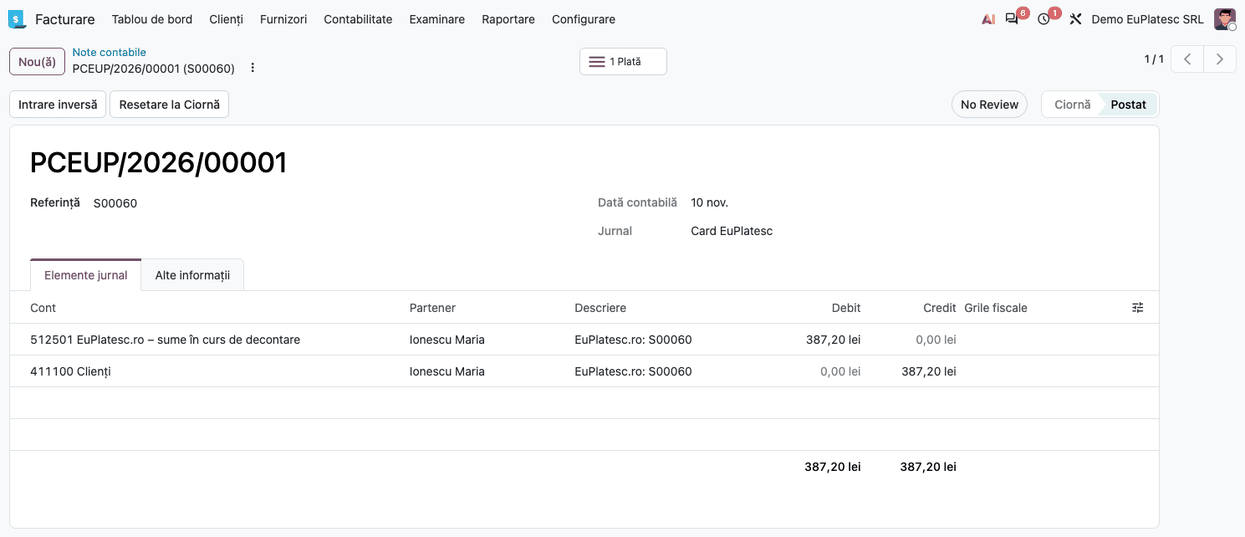 Facturare Tablou de bord Clienți Furnizori Contabilitate Examinare Raportare Configurare AI 6 1 Demo EuPlatesc SRL
Nou(ă) Note contabile
PCEUP/2026/00001 (S00060)
1 Plată
1 / 1
Intrare inversă Resetare la Ciornă No Review Ciornă Postat
PCEUP/2026/00001
Referință S00060 Dată contabilă 10 nov.
Jurnal Card EuPlatesc
Elemente jurnal Alte informații
Cont Partener Descriere Debit Credit Grile fiscale
512501 EuPlatesc.ro – sume în curs de decontare Ionescu Maria EuPlatesc.ro: S00060 387,20 lei 0,00 lei
411100 Clienți Ionescu Maria EuPlatesc.ro: S00060 0,00 lei 387,20 lei
387,20 lei 387,20 lei